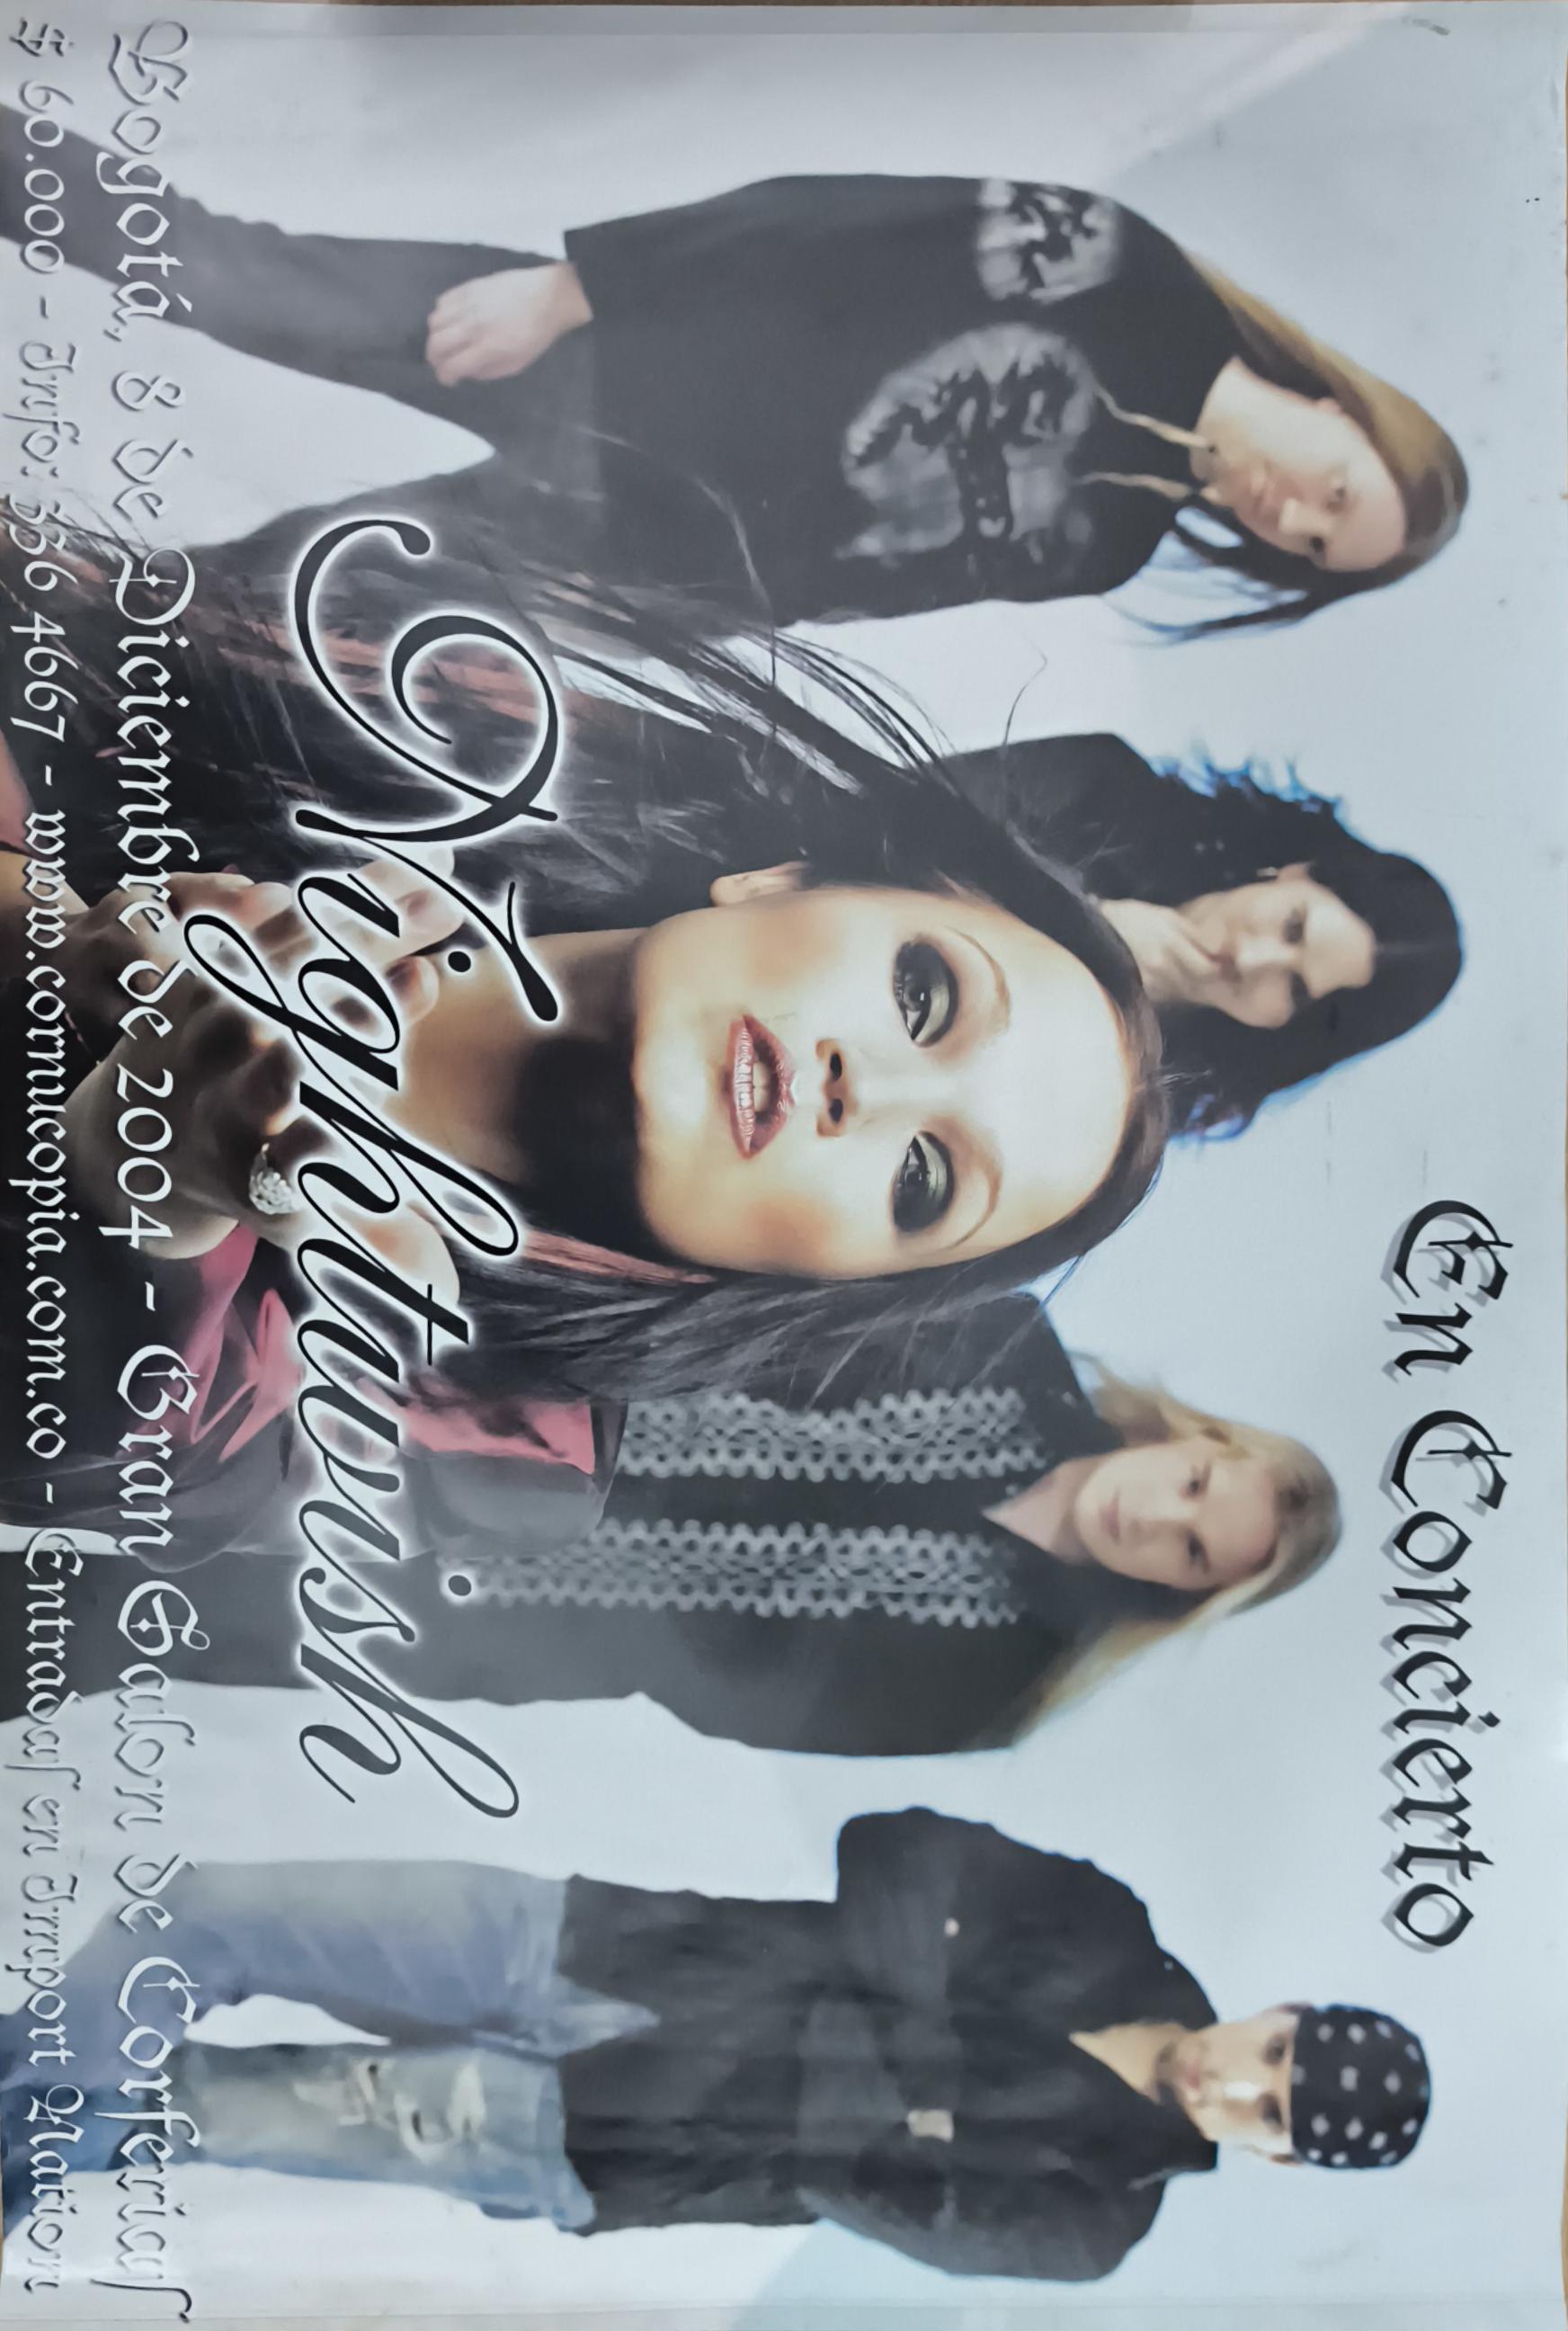 En Concierto
Nightwish
Bogotá, 8 de Diciembre de 2004 - Gran Salon de Corferias
$ 60.000 - Info: 336 4667 - www.cornucopia.com.co - Entradas en Import Nation